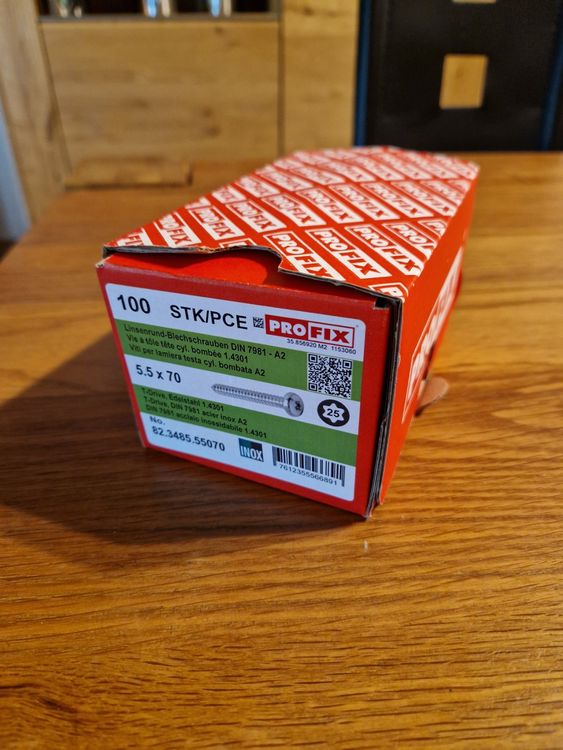 PROFIX
100 STK/PCE PROFIX
35.856920 M2 1153060
Linsenrund-Blechschrauben DIN 7981 - A2
Vis à tôle tête cyl. bombée 1.4301
Viti per lamiera testa cyl. bombata A2
5.5 x 70
25
T-Drive, Edelstahl 1.4301
T-Drive, DIN 7981 acier inox A2
DIN 7981 acciaio inossidabile 1.4301
No.
82.3485.55070
INOX
7612355566891